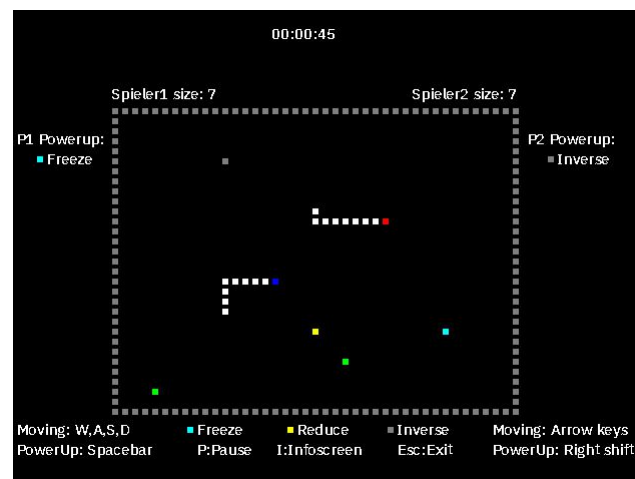 00:00:45
Spieler1 size: 7 Spieler2 size: 7
P1 Powerup: P2 Powerup:
Freeze Inverse
Moving: W,A,S,D Freeze Reduce Inverse Moving: Arrow keys
PowerUp: Spacebar P:Pause I:Infoscreen Esc:Exit PowerUp: Right shift